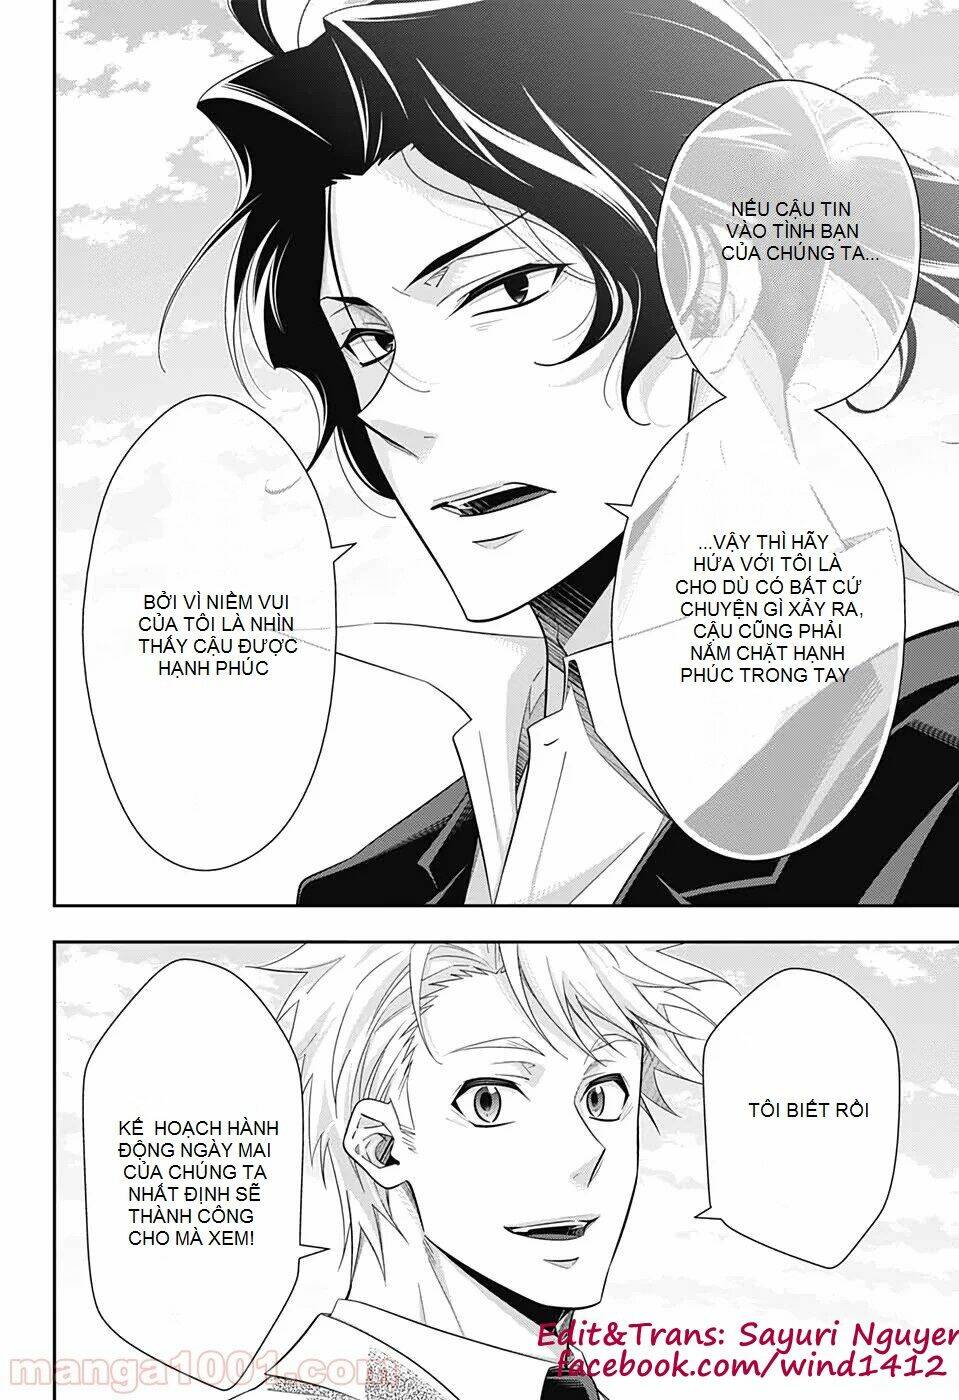 NẾU CẬU TIN
VÀO TÌNH BẠN
CỦA CHÚNG TA...
...VẬY THÌ HÃY
HỨA VỚI TÔI LÀ
CHO DÙ CÓ BẤT CỨ
CHUYỆN GÌ XẢY RA,
CẬU CŨNG PHẢI
NẮM CHẶT HẠNH
PHÚC TRONG TAY
BỞI VÌ NIỀM VUI
CỦA TÔI LÀ NHÌN
THẤY CẬU ĐƯỢC
HẠNH PHÚC
TÔI BIẾT RỒI
KẾ HOẠCH HÀNH
ĐỘNG NGÀY MAI
CỦA CHÚNG TA
NHẤT ĐỊNH SẼ
THÀNH CÔNG
CHO MÀ XEM!
Edit&Trans: Sayuri Nguyen
facebook.com/wind1412
manga1001.com